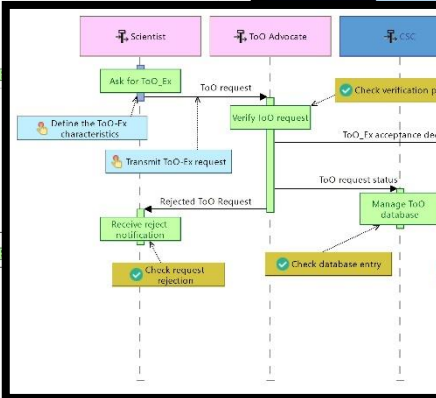 Scientist
ToO Advocate
CSC
Ask for ToO_Ex
ToO request
Check verification p
Define the ToO-Ex
characteristics
Verify ToO request
ToO_Ex acceptance dec
Transmit ToO-Ex request
ToO request status
Rejected ToO Request
Manage ToO
database
Receive reject
notification
Check request
rejection
Check database entry